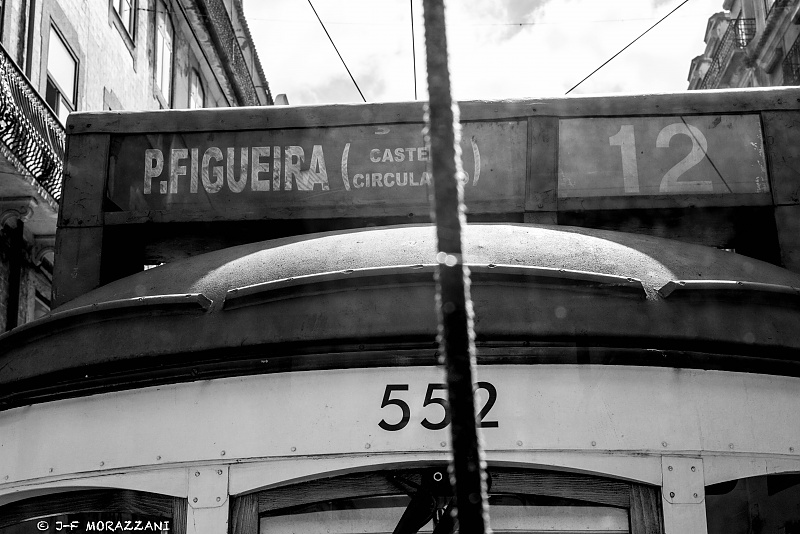 P.FIGUEIRA ( CASTE
CIRCULA )
12
552
© J-F MORAZZANI